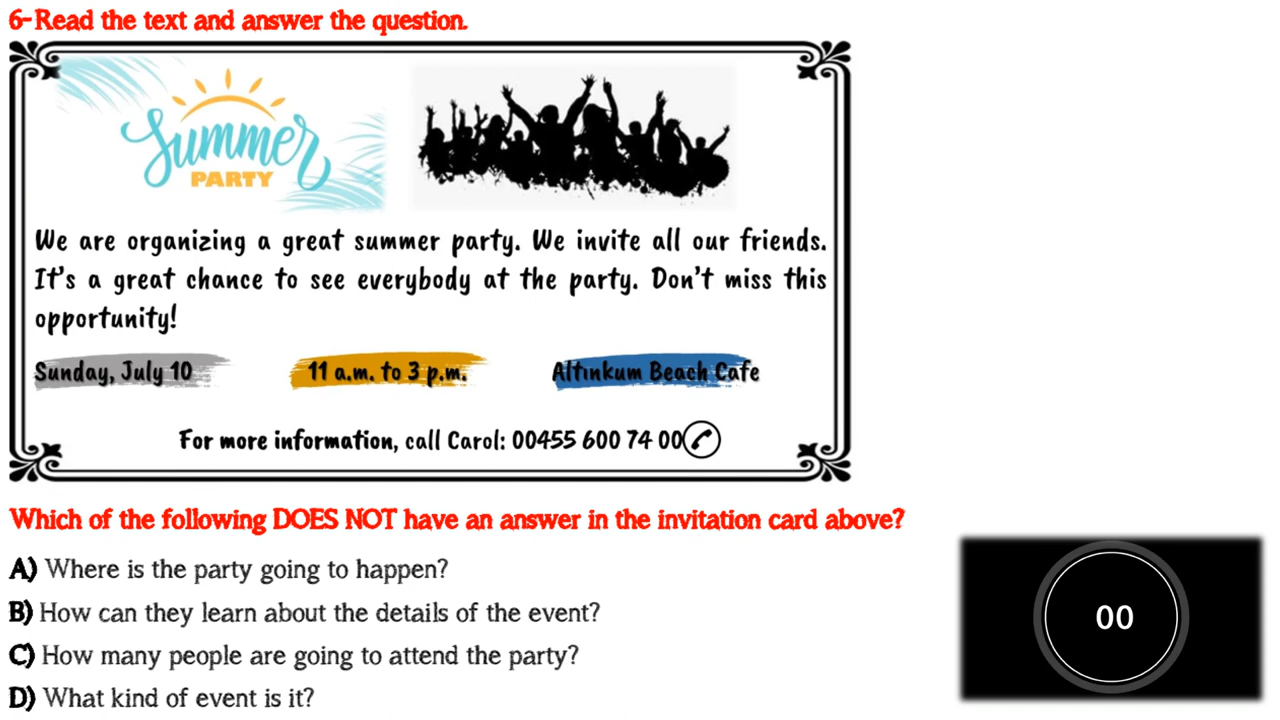 6-Read the text and answer the question.
Summer
PARTY
We are organizing a great summer party. We invite all our friends.
It's a great chance to see everybody at the party. Don't miss this
opportunity!
Sunday, July 10 11 a.m. to 3 p.m. Altınkum Beach Cafe
For more information, call Carol: 00455 600 74 00
Which of the following DOES NOT have an answer in the invitation card above?
A) Where is the party going to happen?
B) How can they learn about the details of the event?
C) How many people are going to attend the party?
D) What kind of event is it?
00